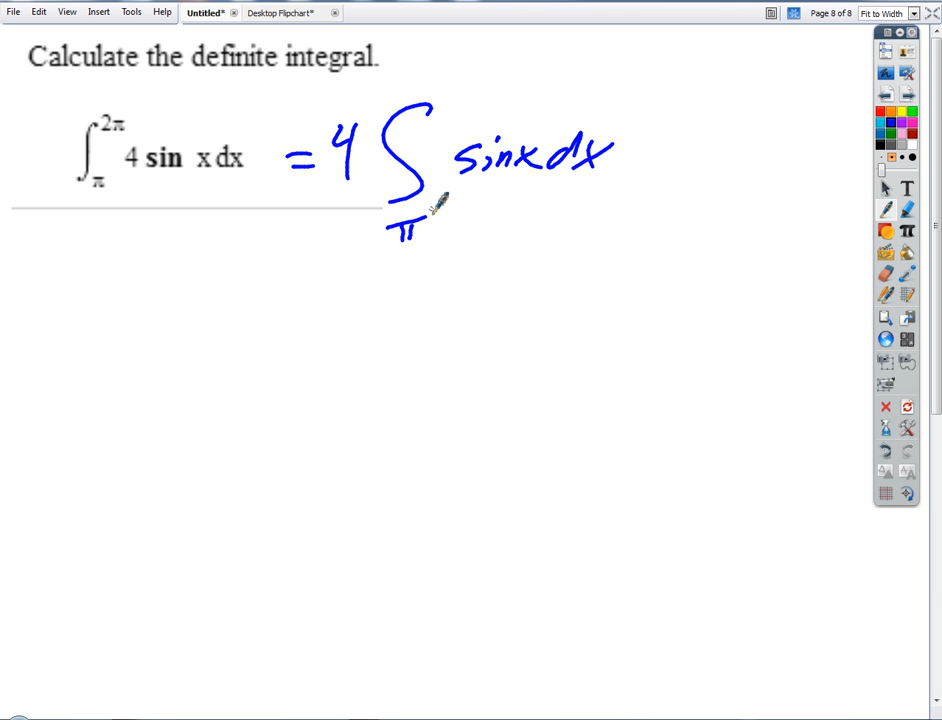 File Edit View Insert Tools Help Untitled* Desktop Flipchart* Page 8 of 8 Fit to Width
Calculate the definite integral.
∫_π^2π 4 sin x dx = 4 ∫_π sinx dx
T π